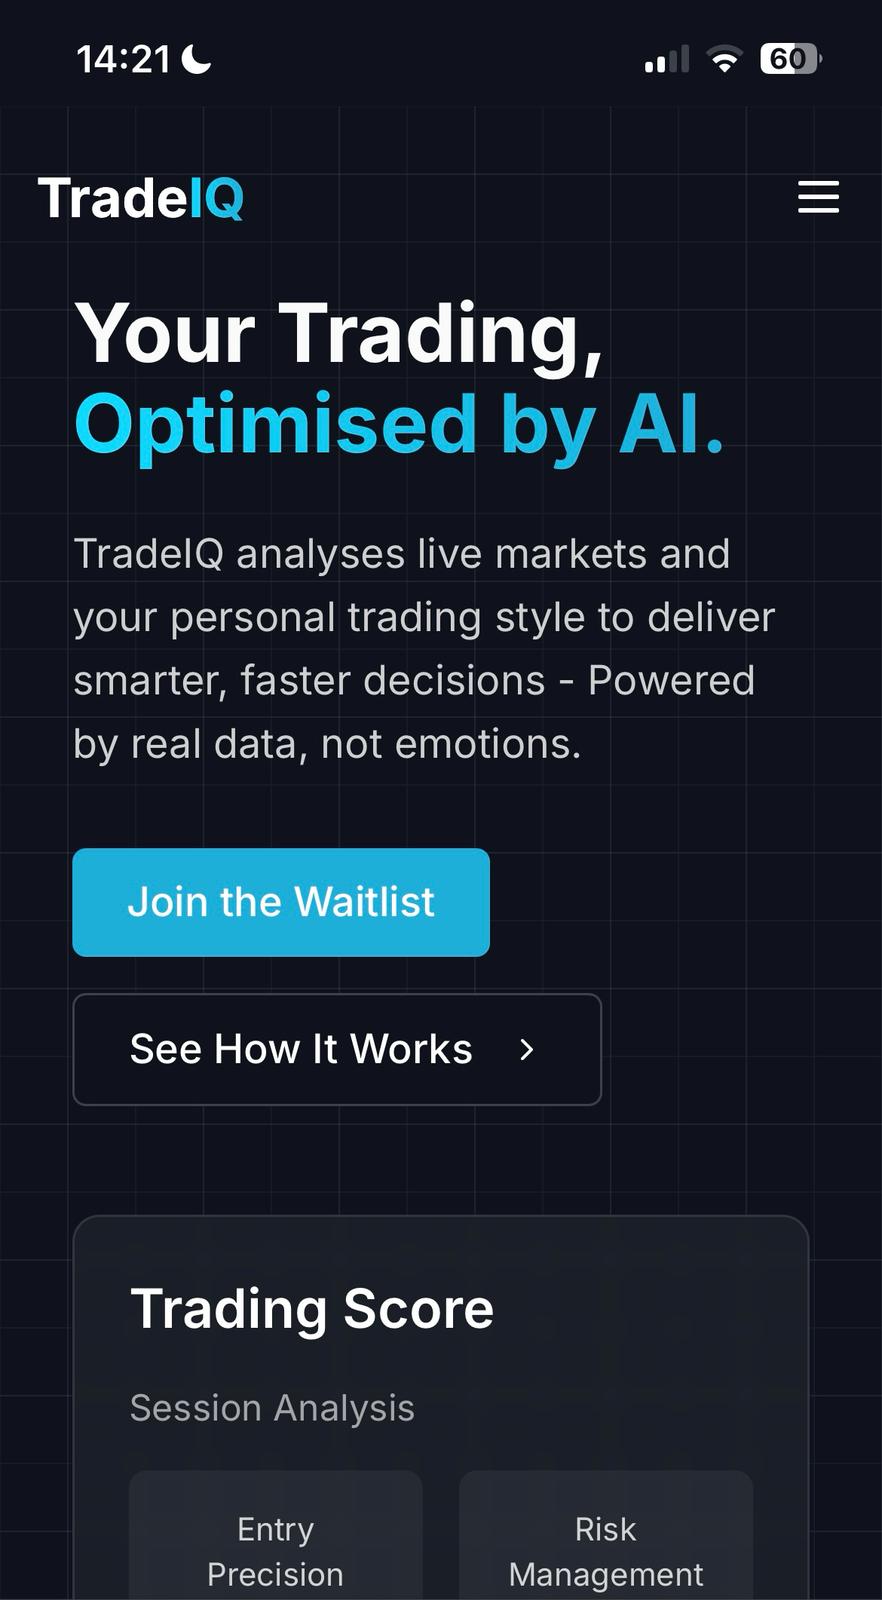 14:21
60
TradeIQ
Your Trading,
Optimised by AI.
TradeIQ analyses live markets and
your personal trading style to deliver
smarter, faster decisions - Powered
by real data, not emotions.
Join the Waitlist
See How It Works
Trading Score
Session Analysis
Entry
Precision
Risk
Management